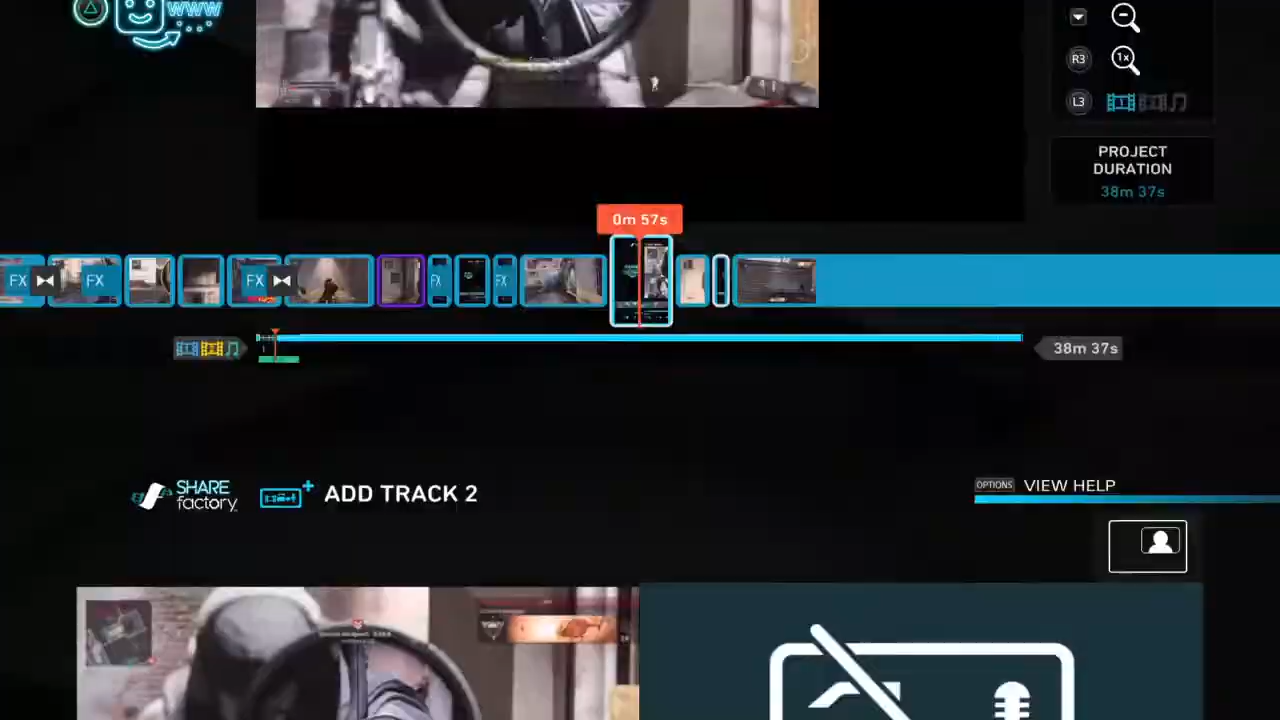 WWW
R3
1x
L3
PROJECT
DURATION
38m 37s
0m 57s
FX
FX
FX
FX
FX
38m 37s
SHARE
factory
ADD TRACK 2
OPTIONS
VIEW HELP